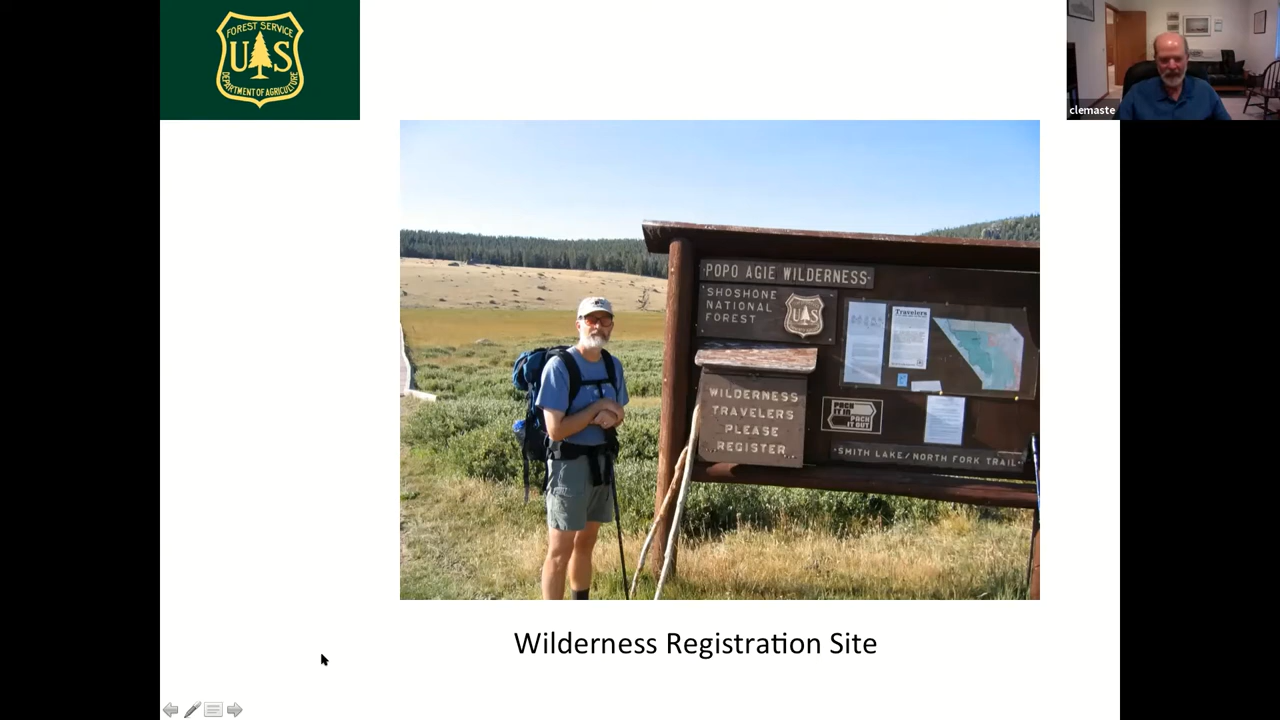 FOREST SERVICE
U S
DEPARTMENT OF AGRICULTURE
clemaste
POPO AGIE WILDERNESS
SHOSHONE
NATIONAL
FOREST
U S
Travelers
WILDERNESS
TRAVELERS
PLEASE
REGISTER
PACK
IT IN
PACK
IT OUT
SMITH LAKE/NORTH FORK TRAIL
Wilderness Registration Site